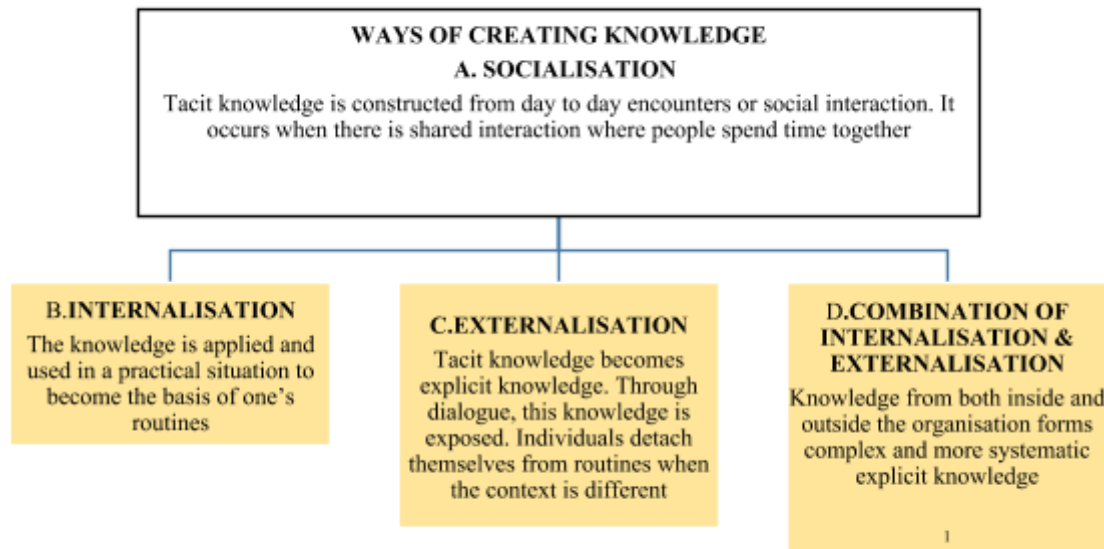 WAYS OF CREATING KNOWLEDGE
A. SOCIALISATION
Tacit knowledge is constructed from day to day encounters or social interaction. It
occurs when there is shared interaction where people spend time together
B.INTERNALISATION
The knowledge is applied and
used in a practical situation to
become the basis of one’s
routines
C.EXTERNALISATION
Tacit knowledge becomes
explicit knowledge. Through
dialogue, this knowledge is
exposed. Individuals detach
themselves from routines when
the context is different
D.COMBINATION OF
INTERNALISATION &
EXTERNALISATION
Knowledge from both inside and
outside the organisation forms
complex and more systematic
explicit knowledge
1